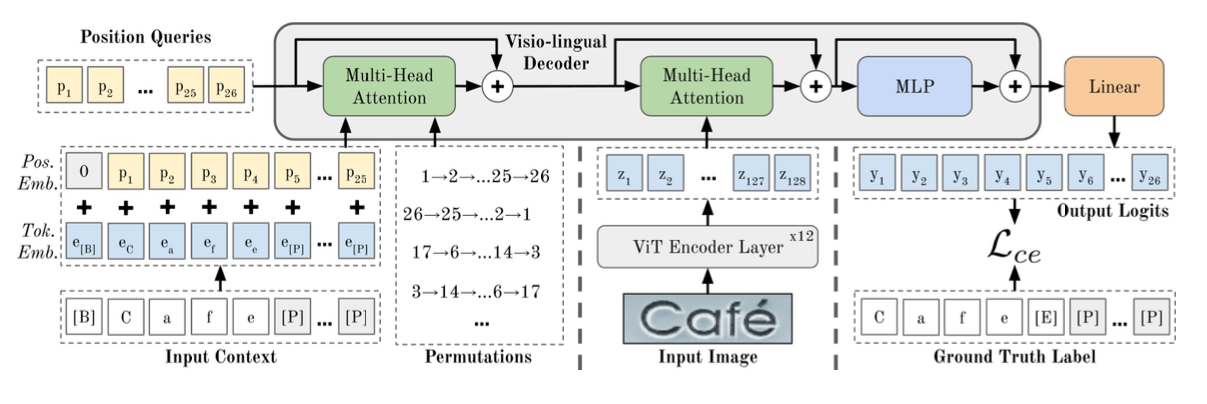 Position Queries
p1 p2 ... p25 p26
Visio-lingual
Decoder
Multi-Head
Attention
+
Multi-Head
Attention
+
MLP
+
Linear
Pos.
Emb.
0 p1 p2 p3 p4 p5 ... p25
+ + + + + + +
Tok.
Emb.
e[B] eC ea ef ee e[P] ... e[P]
[B] C a f e [P] ... [P]
Input Context
1→2→...25→26
26→25→...2→1
17→6→...14→3
3→14→...6→17
...
Permutations
z1 z2 ... z127 z128
ViT Encoder Layer x12
Café
Input Image
y1 y2 y3 y4 y5 y6 ... y26
Output Logits
ℒce
C a f e [E] [P] ... [P]
Ground Truth Label